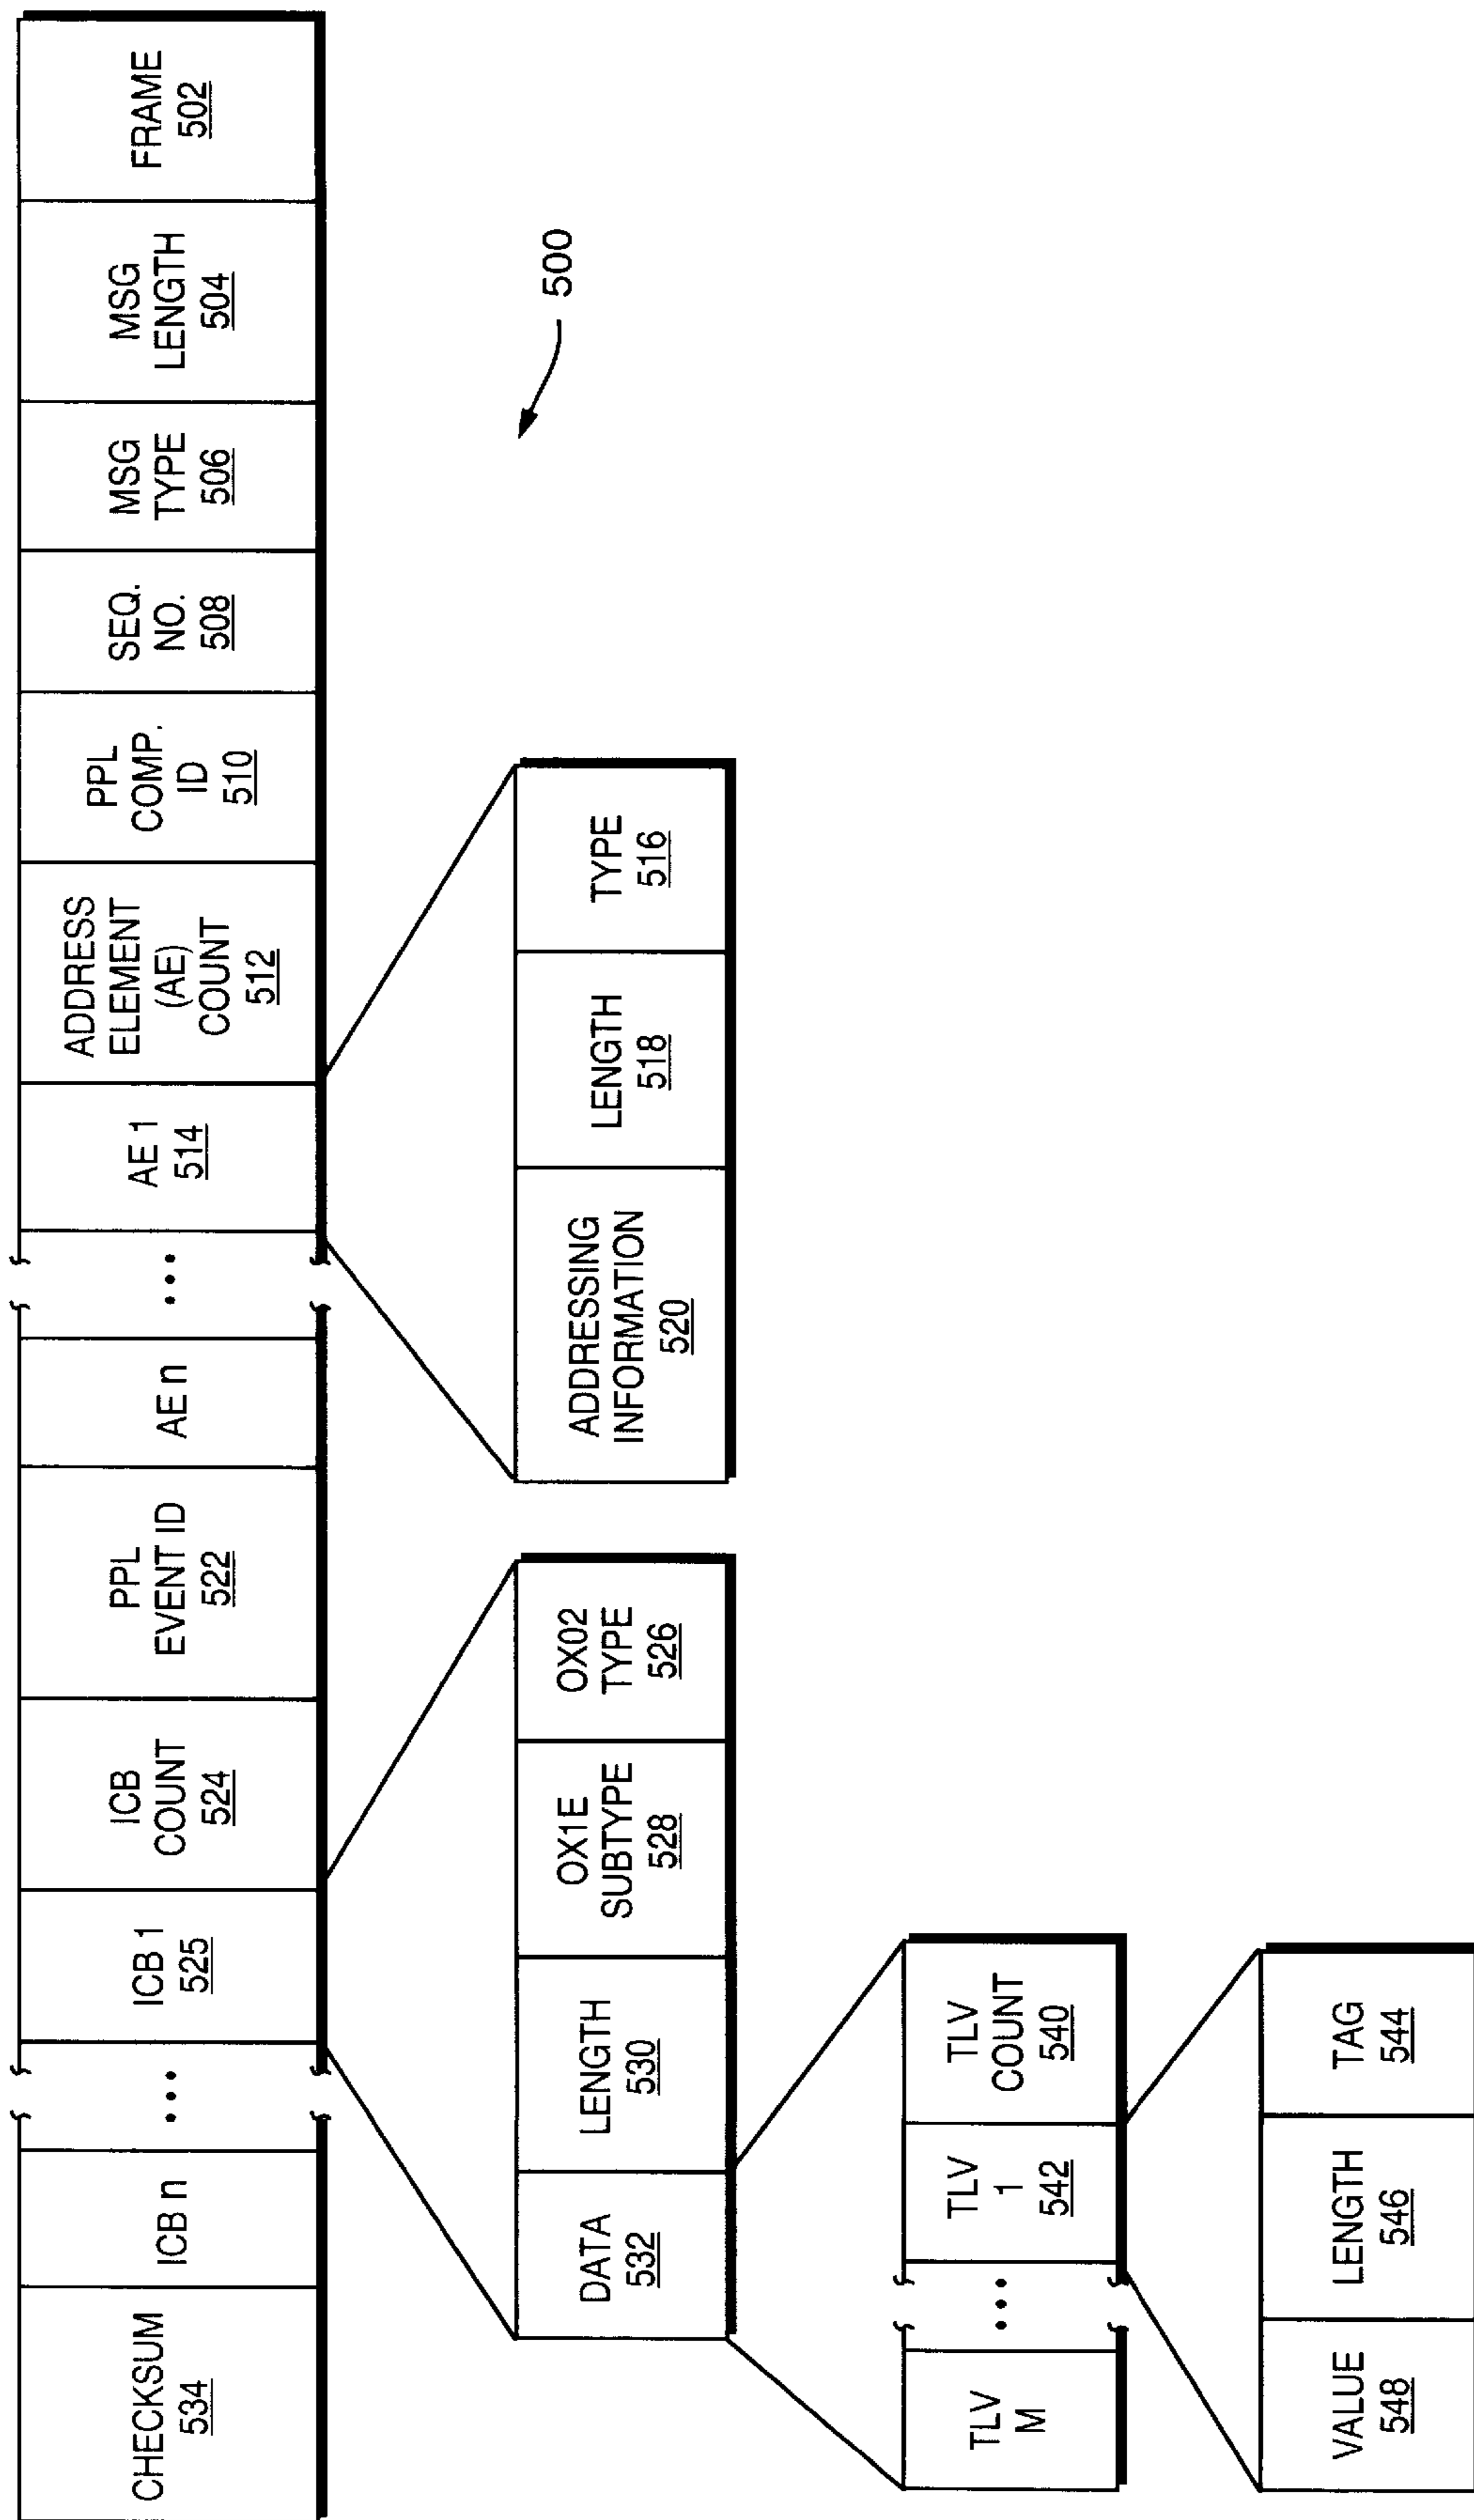 CHECKSUM
534
ICB n
...
ICB 1
525
ICB
COUNT
524
PPL
EVENT ID
522
AE n
...
AE 1
514
ADDRESS
ELEMENT
(AE)
COUNT
512
PPL
COMP.
ID
510
SEQ.
NO.
508
MSG
TYPE
506
MSG
LENGTH
504
FRAME
502
500
DATA
532
LENGTH
530
OX1E
SUBTYPE
528
OX02
TYPE
526
ADDRESSING
INFORMATION
520
LENGTH
518
TYPE
516
TLV
M
...
TLV
1
542
TLV
COUNT
540
VALUE
548
LENGTH
546
TAG
544